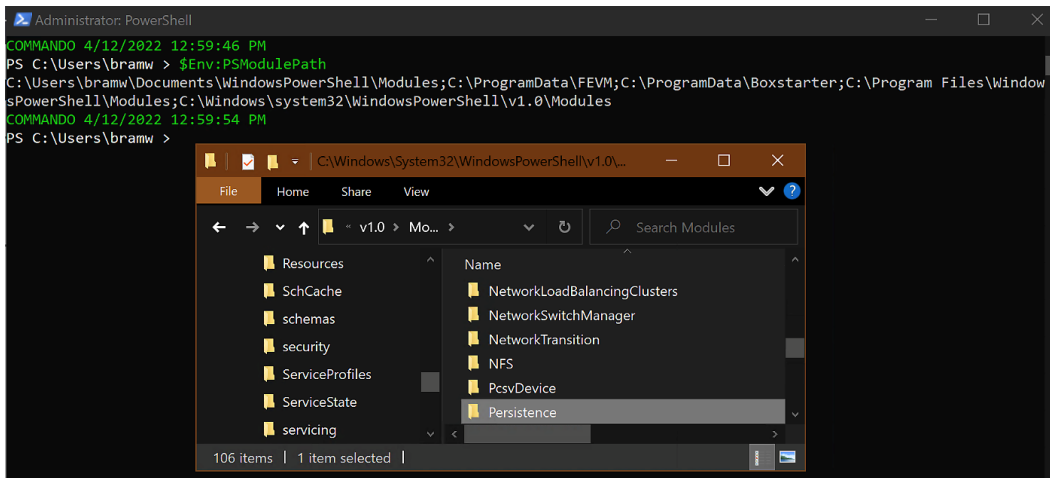 Administrator: PowerShell
COMMANDO 4/12/2022 12:59:46 PM
PS C:\Users\bramw > $Env:PSModulePath
C:\Users\bramw\Documents\WindowsPowerShell\Modules;C:\ProgramData\FEVM;C:\ProgramData\Boxstarter;C:\Program Files\Window
sPowerShell\Modules;C:\Windows\system32\WindowsPowerShell\v1.0\Modules
COMMANDO 4/12/2022 12:59:54 PM
PS C:\Users\bramw >
C:\Windows\System32\WindowsPowerShell\v1.0\...
File Home Share View
« v1.0 > Mo... >
Search Modules
Resources
SchCache
schemas
security
ServiceProfiles
ServiceState
servicing
Name
NetworkLoadBalancingClusters
NetworkSwitchManager
NetworkTransition
NFS
PcsvDevice
Persistence
106 items | 1 item selected |